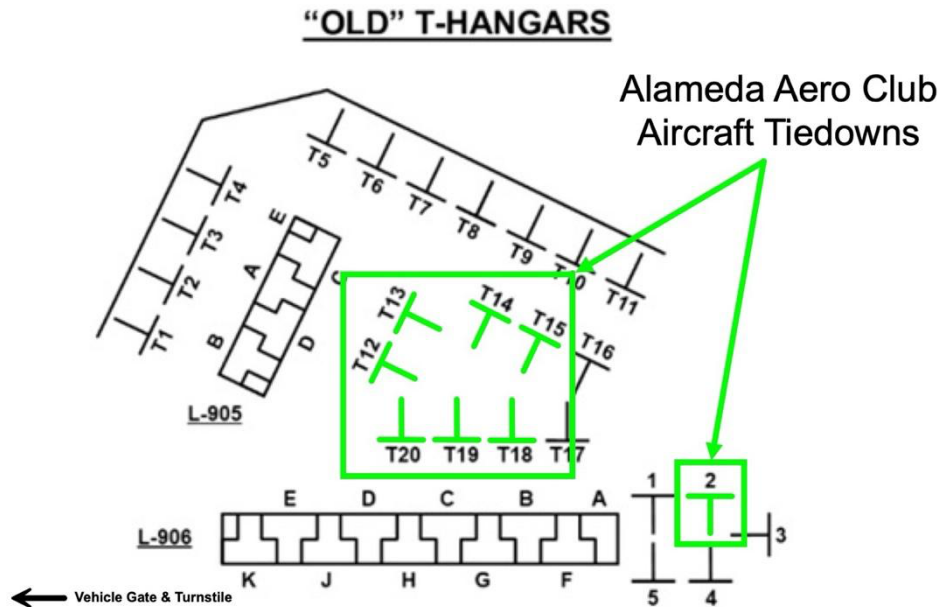 "OLD" T-HANGARS
Alameda Aero Club
Aircraft Tiedowns
T5
T6
T7
T8
T9
T10
T11
T4
T3
T2
T1
E
A
C
B
D
L-905
T13
T14
T15
T16
T12
T20
T19
T18
T17
1
2
3
5
4
E
D
C
B
A
L-906
K
J
H
G
F
Vehicle Gate & Turnstile